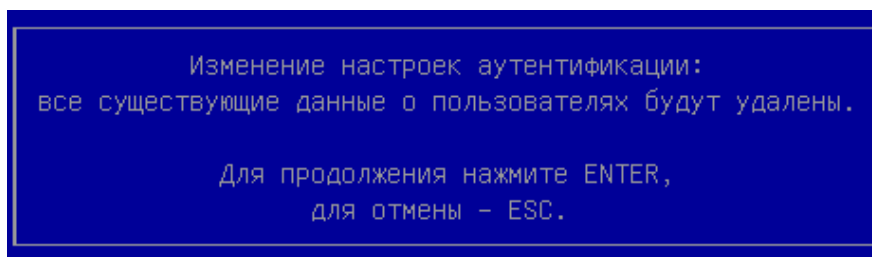 Изменение настроек аутентификации:
все существующие данные о пользователях будут удалены.
Для продолжения нажмите ENTER,
для отмены - ESC.